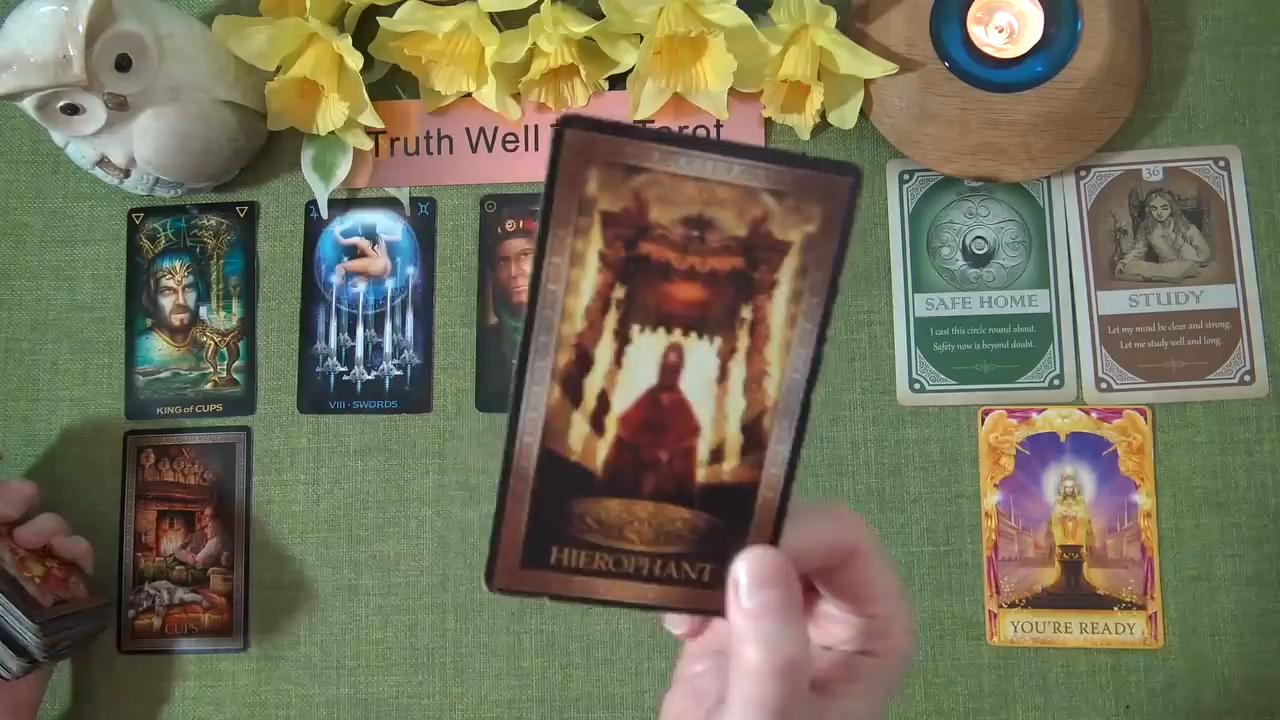 Truth Well Tarot
KING of CUPS
VIII • SWORDS
CUPS
HIEROPHANT
SAFE HOME
I cast this circle round about.
Safety now is beyond doubt.
36
STUDY
Let my mind be clear and strong.
Let me study well and long.
YOU'RE READY